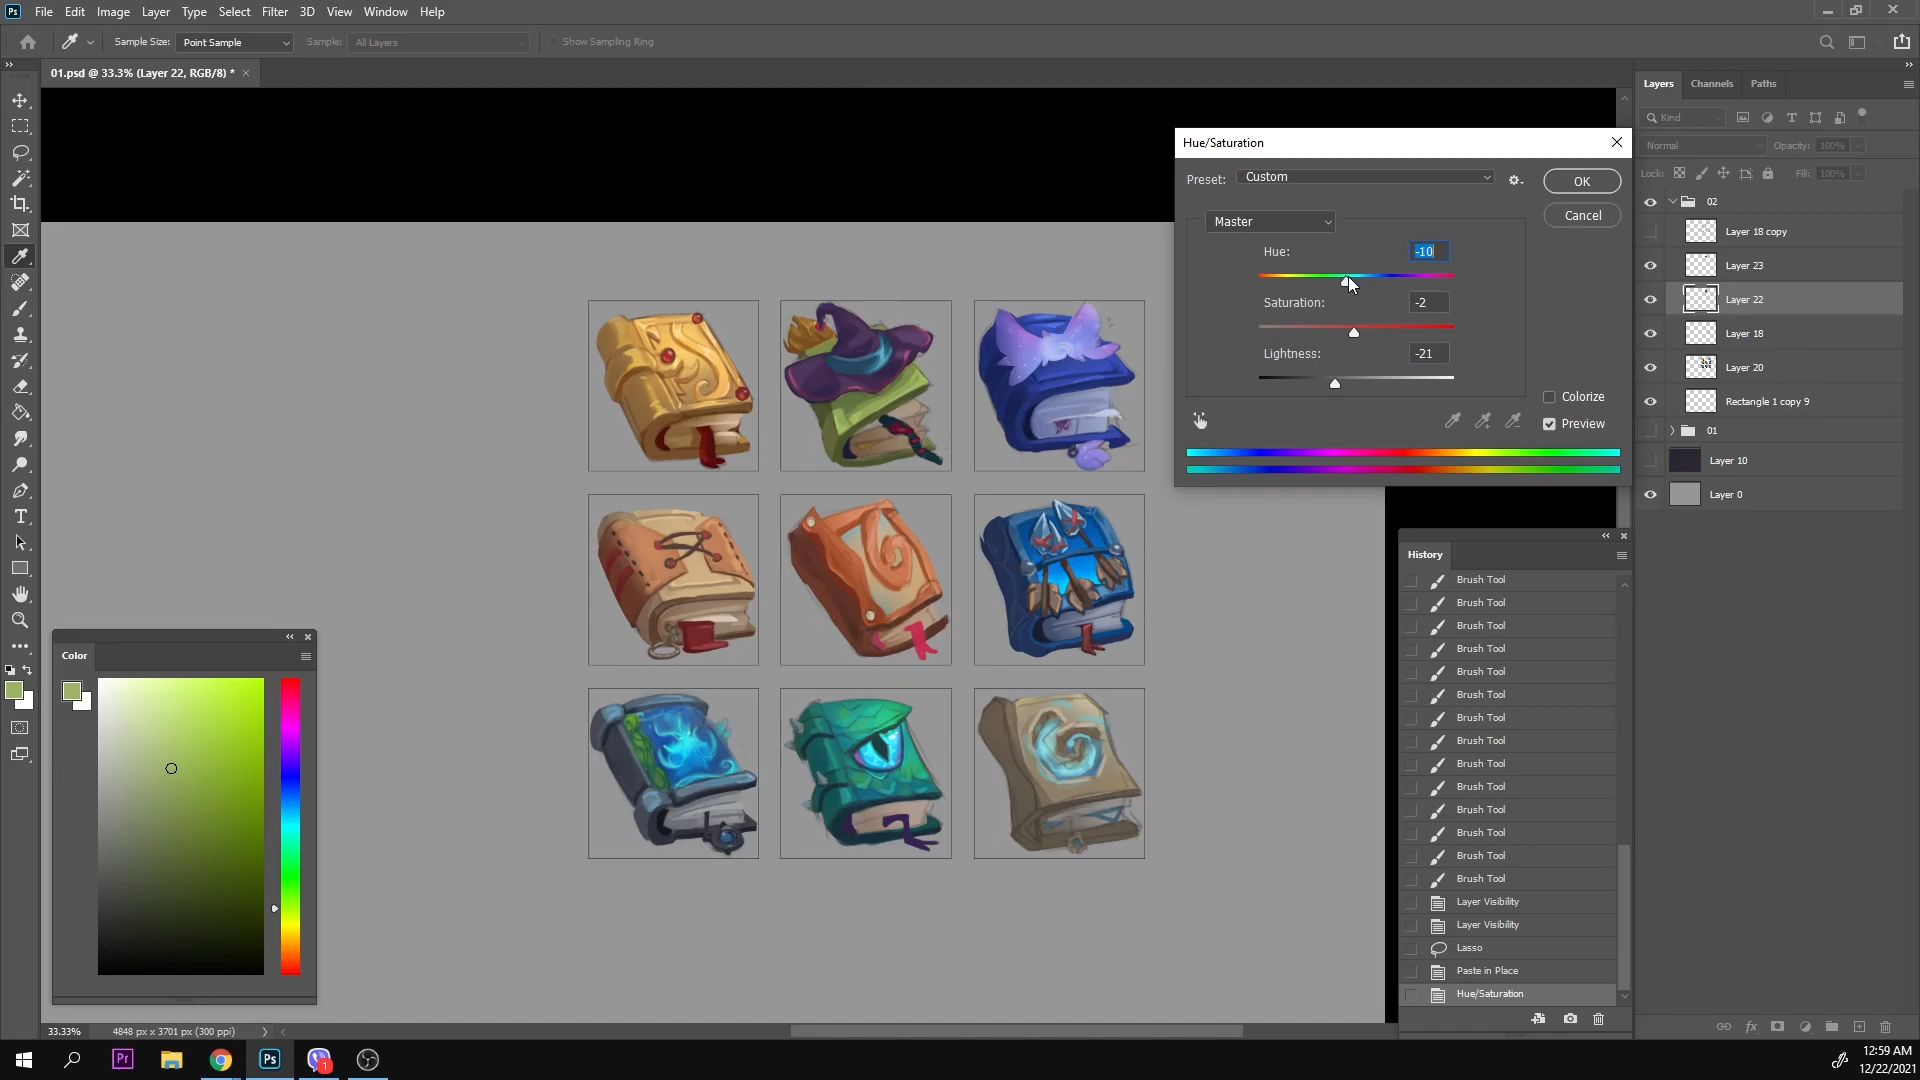 Ps File Edit Image Layer Type Select Filter 3D View Window Help
Sample Size: Point Sample Sample: All Layers Show Sampling Ring
01.psd @ 33.3% (Layer 22, RGB/8) *
Layers Channels Paths
Kind
Normal Opacity: 100%
Lock: Fill: 100%
02
Layer 18 copy
Layer 23
Layer 22
Layer 18
Layer 20
Rectangle 1 copy 9
01
Layer 10
Layer 0
Hue/Saturation
Preset: Custom
OK
Cancel
Master
Hue: -10
Saturation: -2
Lightness: -21
Colorize
Preview
History
Brush Tool
Brush Tool
Brush Tool
Brush Tool
Brush Tool
Brush Tool
Brush Tool
Brush Tool
Brush Tool
Brush Tool
Brush Tool
Brush Tool
Brush Tool
Brush Tool
Layer Visibility
Layer Visibility
Lasso
Paste in Place
Hue/Saturation
Color
33.33% 4848 px x 3701 px (300 ppi)
Pr
Ps
1
12:59 AM
12/22/2021